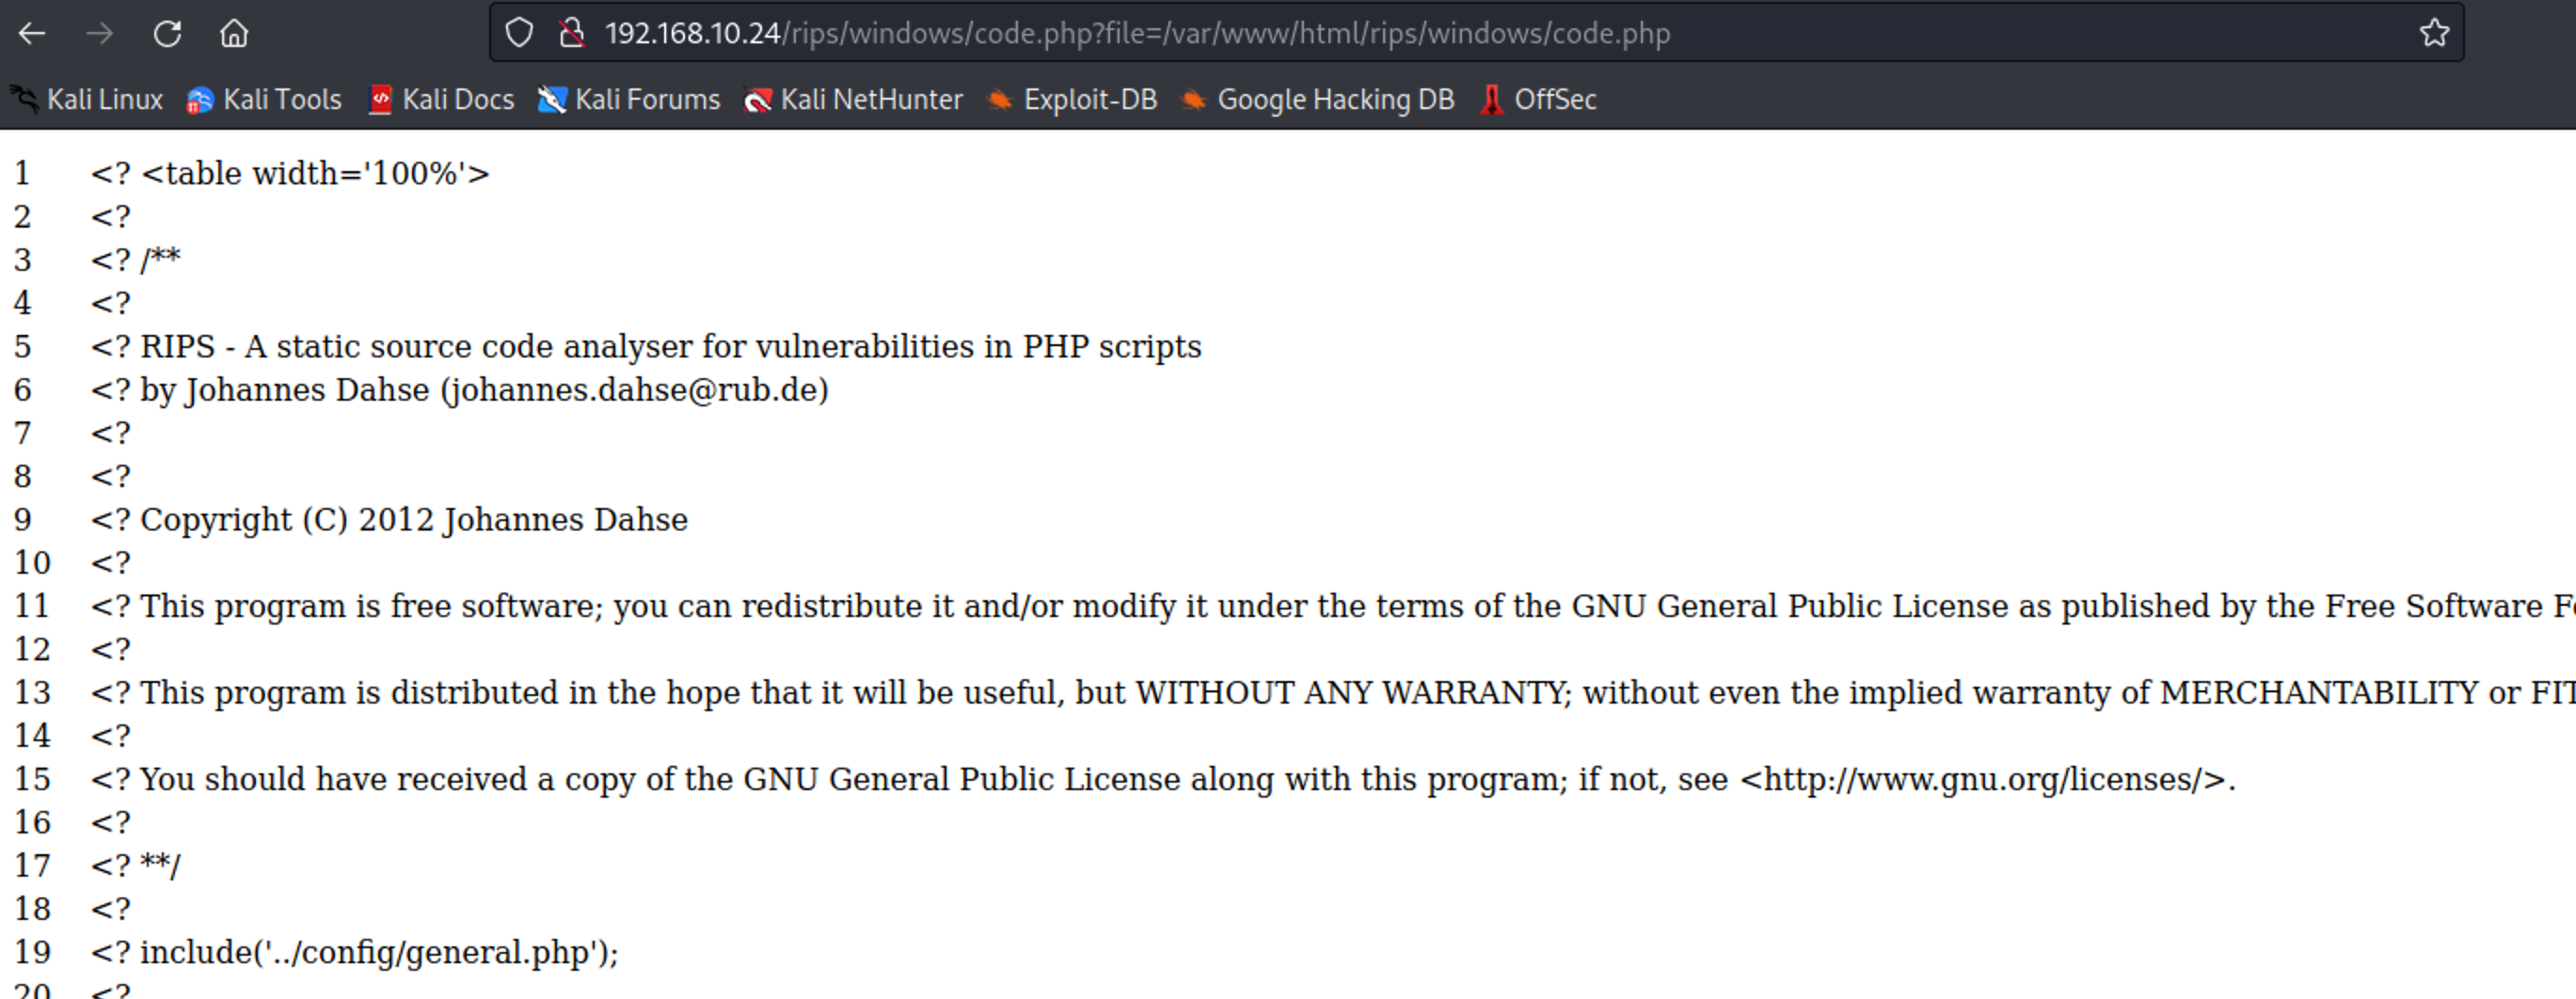 192.168.10.24/rips/windows/code.php?file=/var/www/html/rips/windows/code.php
Kali Linux Kali Tools Kali Docs Kali Forums Kali NetHunter Exploit-DB Google Hacking DB OffSec
1 <? <table width='100%'>
2 <?
3 <? /**
4 <?
5 <? RIPS - A static source code analyser for vulnerabilities in PHP scripts
6 <? by Johannes Dahse (johannes.dahse@rub.de)
7 <?
8 <?
9 <? Copyright (C) 2012 Johannes Dahse
10 <?
11 <? This program is free software; you can redistribute it and/or modify it under the terms of the GNU General Public License as published by the Free Software
12 <?
13 <? This program is distributed in the hope that it will be useful, but WITHOUT ANY WARRANTY; without even the implied warranty of MERCHANTABILITY or
14 <?
15 <? You should have received a copy of the GNU General Public License along with this program; if not, see <http://www.gnu.org/licenses/>.
16 <?
17 <? **/
18 <?
19 <? include('../config/general.php');
20 <?